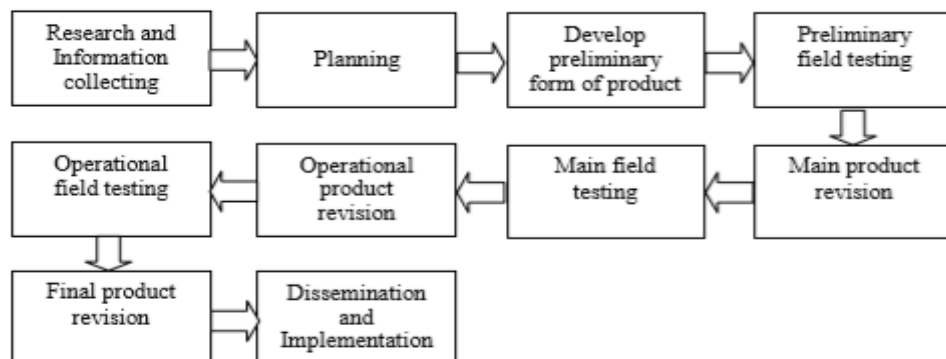 Research and
Information
collecting
Planning
Develop
preliminary
form of product
Preliminary
field testing
Main product
revision
Main field
testing
Operational
product
revision
Operational
field testing
Final product
revision
Dissemination
and
Implementation